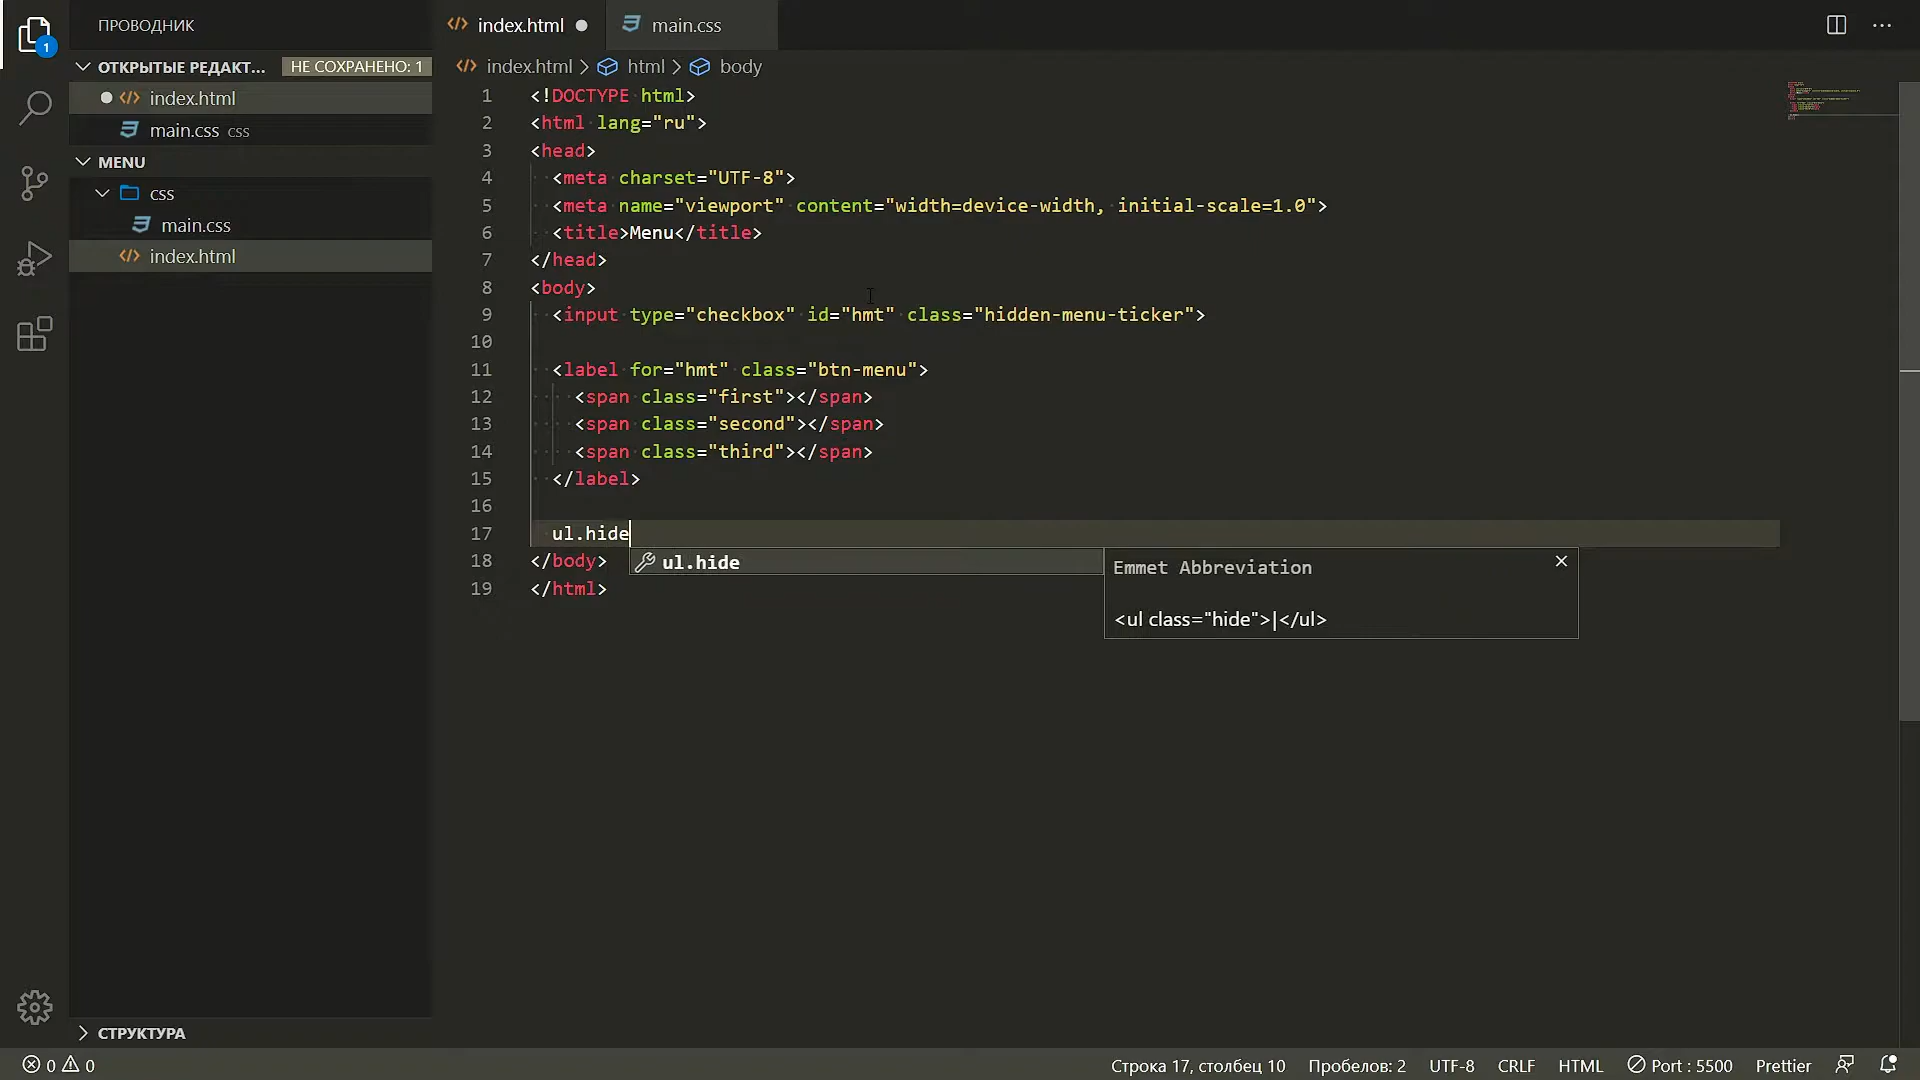 1
ПРОВОДНИК
ОТКРЫТЫЕ РЕДАКТ... НЕ СОХРАНЕНО: 1
index.html
main.css css
MENU
css
main.css
index.html
СТРУКТУРА
index.html main.css
index.html > html > body
1 <!DOCTYPE html>
2 <html lang="ru">
3 <head>
4 <meta charset="UTF-8">
5 <meta name="viewport" content="width=device-width, initial-scale=1.0">
6 <title>Menu</title>
7 </head>
8 <body>
9 <input type="checkbox" id="hmt" class="hidden-menu-ticker">
10
11 <label for="hmt" class="btn-menu">
12 <span class="first"></span>
13 <span class="second"></span>
14 <span class="third"></span>
15 </label>
16
17 ul.hide
18 </body>
19 </html>
ul.hide
Emmet Abbreviation
<ul class="hide">|</ul>
0 0 Строка 17, столбец 10 Пробелов: 2 UTF-8 CRLF HTML Port : 5500 Prettier